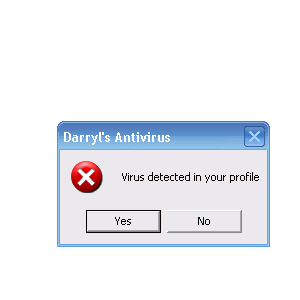 Darryl's Antivirus
Virus detected in your profile
Yes
No